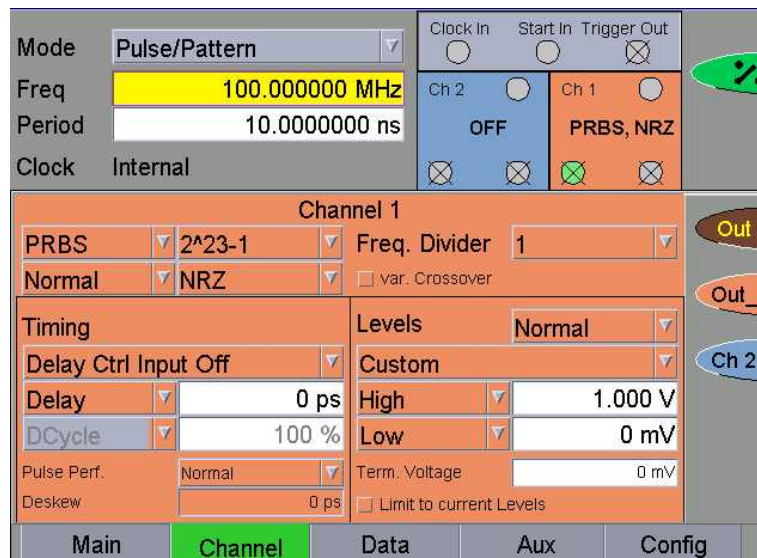 Mode Pulse/Pattern
Freq 100.000000 MHz
Period 10.0000000 ns
Clock Internal
Clock In Start In Trigger Out
Ch 2 Ch 1
OFF PRBS, NRZ
Channel 1
PRBS 2^23-1 Freq. Divider 1
Normal NRZ var. Crossover
Timing
Delay Ctrl Input Off
Delay 0 ps
DCycle 100 %
Pulse Perf. Normal
Deskew 0 ps
Levels Normal
Custom
High 1.000 V
Low 0 mV
Term. Voltage 0 mV
Limit to current Levels
Out
Out_
Ch 2
Main Channel Data Aux Config